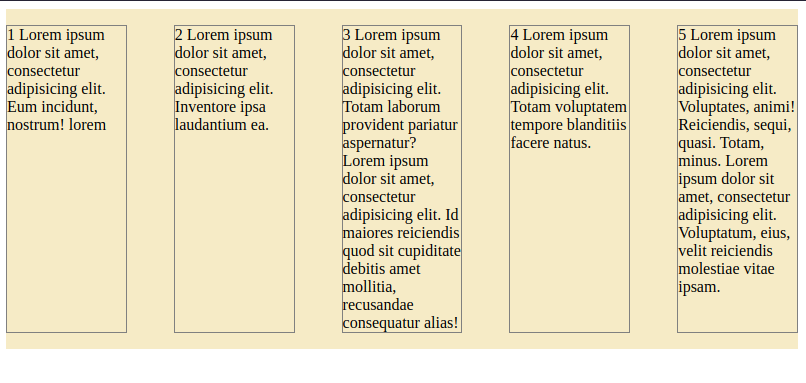 1 Lorem ipsum
dolor sit amet,
consectetur
adipisicing elit.
Eum incidunt,
nostrum! lorem
2 Lorem ipsum
dolor sit amet,
consectetur
adipisicing elit.
Inventore ipsa
laudantium ea.
3 Lorem ipsum
dolor sit amet,
consectetur
adipisicing elit.
Totam laborum
provident pariatur
aspernatur?
Lorem ipsum
dolor sit amet,
consectetur
adipisicing elit. Id
maiores reiciendis
quod sit cupiditate
debitis amet
mollitia,
recusandae
consequatur alias!
4 Lorem ipsum
dolor sit amet,
consectetur
adipisicing elit.
Totam voluptatem
tempore blanditiis
facere natus.
5 Lorem ipsum
dolor sit amet,
consectetur
adipisicing elit.
Voluptates, animi!
Reiciendis, sequi,
quasi. Totam,
minus. Lorem
ipsum dolor sit
amet, consectetur
adipisicing elit.
Voluptatum, eius,
velit reiciendis
molestiae vitae
ipsam.